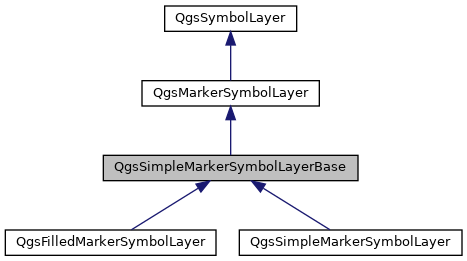 QgsSymbolLayer
QgsMarkerSymbolLayer
QgsSimpleMarkerSymbolLayerBase
QgsFilledMarkerSymbolLayer
QgsSimpleMarkerSymbolLayer